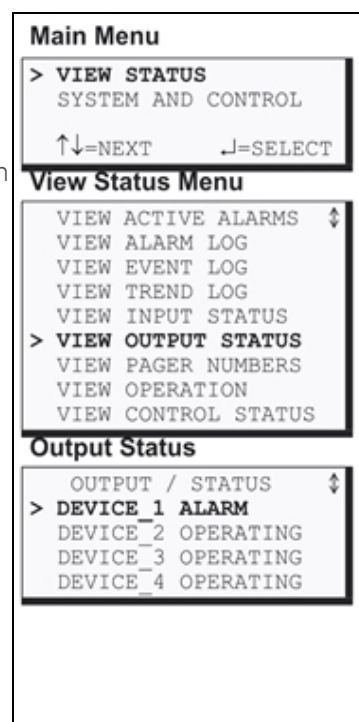 Main Menu
> VIEW STATUS
SYSTEM AND CONTROL
↑↓=NEXT ↵=SELECT
n
View Status Menu
VIEW ACTIVE ALARMS ↕
VIEW ALARM LOG
VIEW EVENT LOG
VIEW TREND LOG
VIEW INPUT STATUS
> VIEW OUTPUT STATUS
VIEW PAGER NUMBERS
VIEW OPERATION
VIEW CONTROL STATUS
Output Status
OUTPUT / STATUS ↕
> DEVICE_1 ALARM
DEVICE_2 OPERATING
DEVICE_3 OPERATING
DEVICE_4 OPERATING